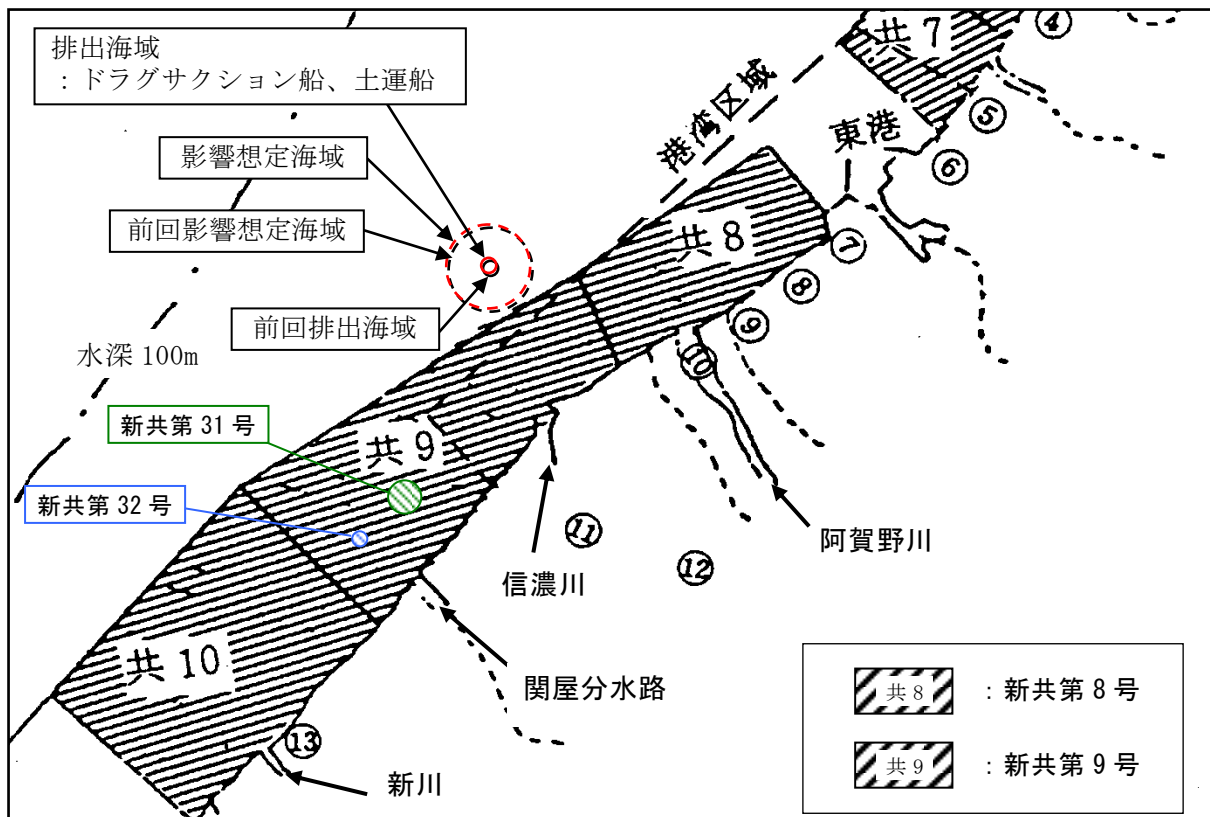 排出海域
：ドラグサクション船、土運船
影響想定海域
前回影響想定海域
前回排出海域
水深 100m
港湾区域
東港
共 7
共 8
共 9
共 10
④
⑤
⑥
⑦
⑧
⑨
⑩
⑪
⑫
⑬
新共第 31 号
新共第 32 号
信濃川
阿賀野川
関屋分水路
新川
共 8 ：新共第 8 号
共 9 ：新共第 9 号